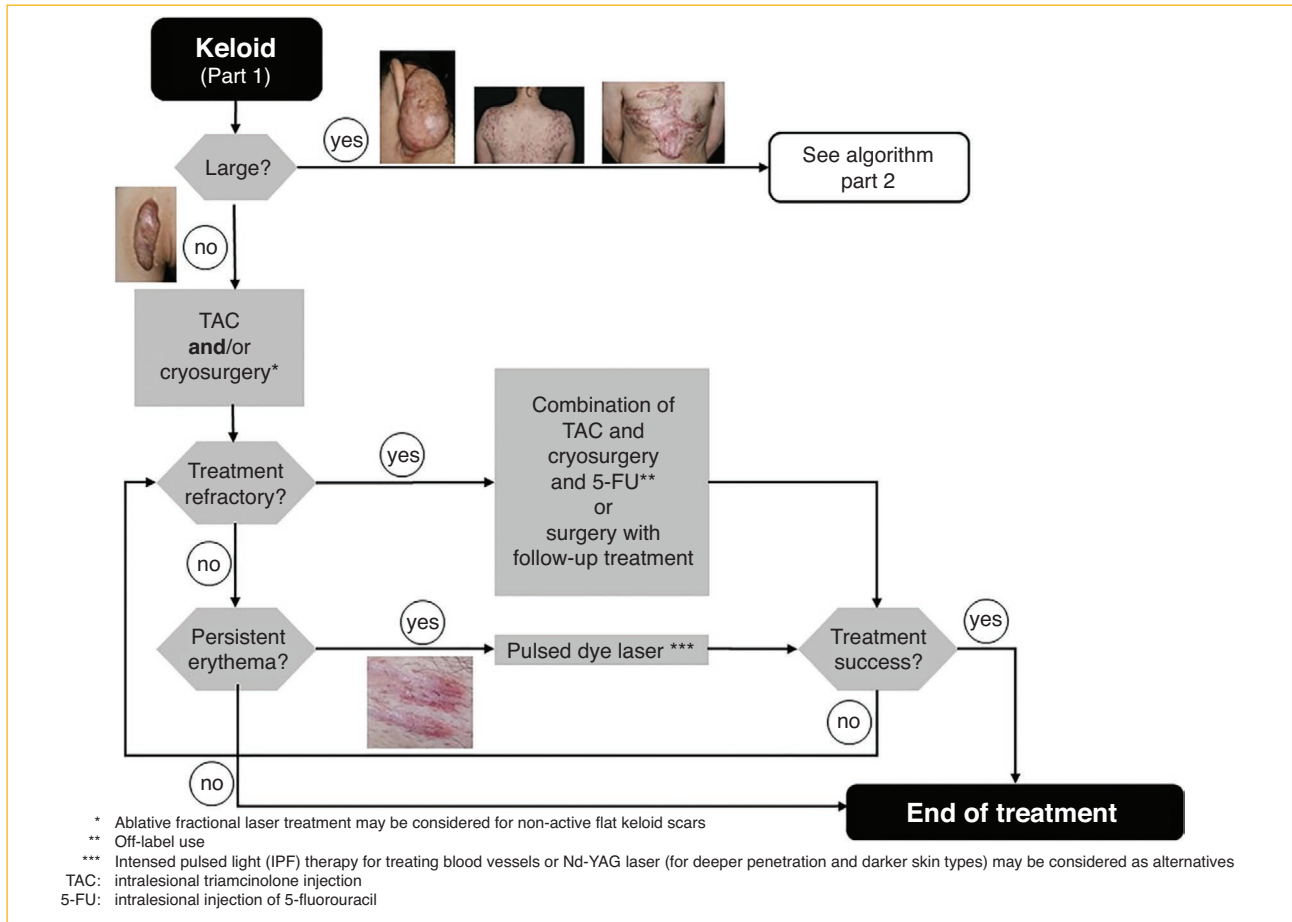 Keloid
(Part 1)
yes
Large?
See algorithm
part 2
no
TAC
and/or
cryosurgery*
Treatment
refractory?
yes
Combination of
TAC and
cryosurgery
and 5-FU**
or
surgery with
follow-up treatment
no
Persistent
erythema?
yes
Pulsed dye laser ***
Treatment
success?
yes
no
no
End of treatment
* Ablative fractional laser treatment may be considered for non-active flat keloid scars
** Off-label use
*** Intensed pulsed light (IPF) therapy for treating blood vessels or Nd-YAG laser (for deeper penetration and darker skin types) may be considered as alternatives
TAC: intralesional triamcinolone injection
5-FU: intralesional injection of 5-fluorouracil